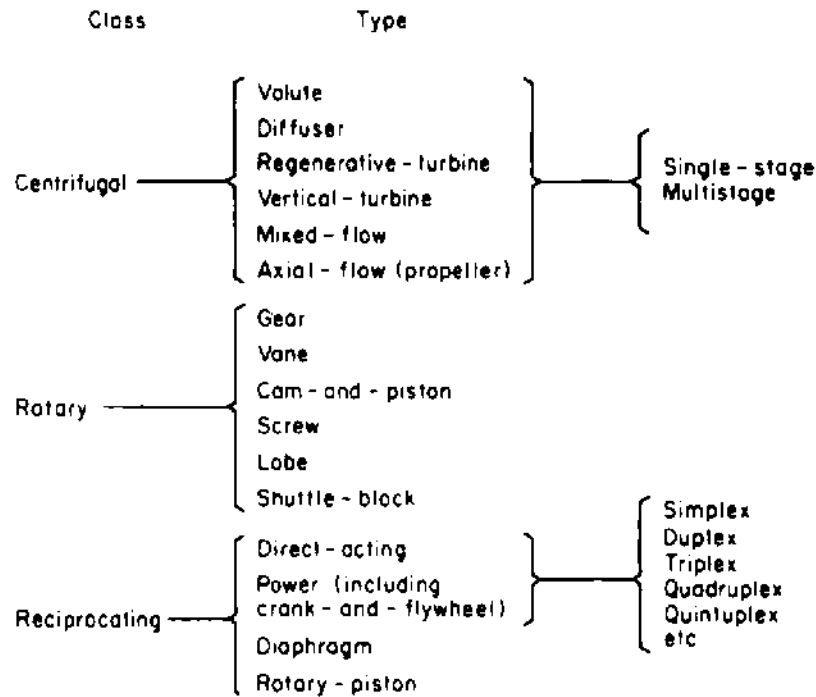 Class Type
Volute
Diffuser
Regenerative - turbine
Vertical - turbine
Mixed - flow
Axial - flow (propeller)
Centrifugal
Single - stage
Multistage
Gear
Vane
Cam - and - piston
Screw
Lobe
Shuttle - block
Rotary
Direct - acting
Power (including
crank - and - flywheel)
Diaphragm
Rotary - piston
Reciprocating
Simplex
Duplex
Triplex
Quadruplex
Quintuplex
etc